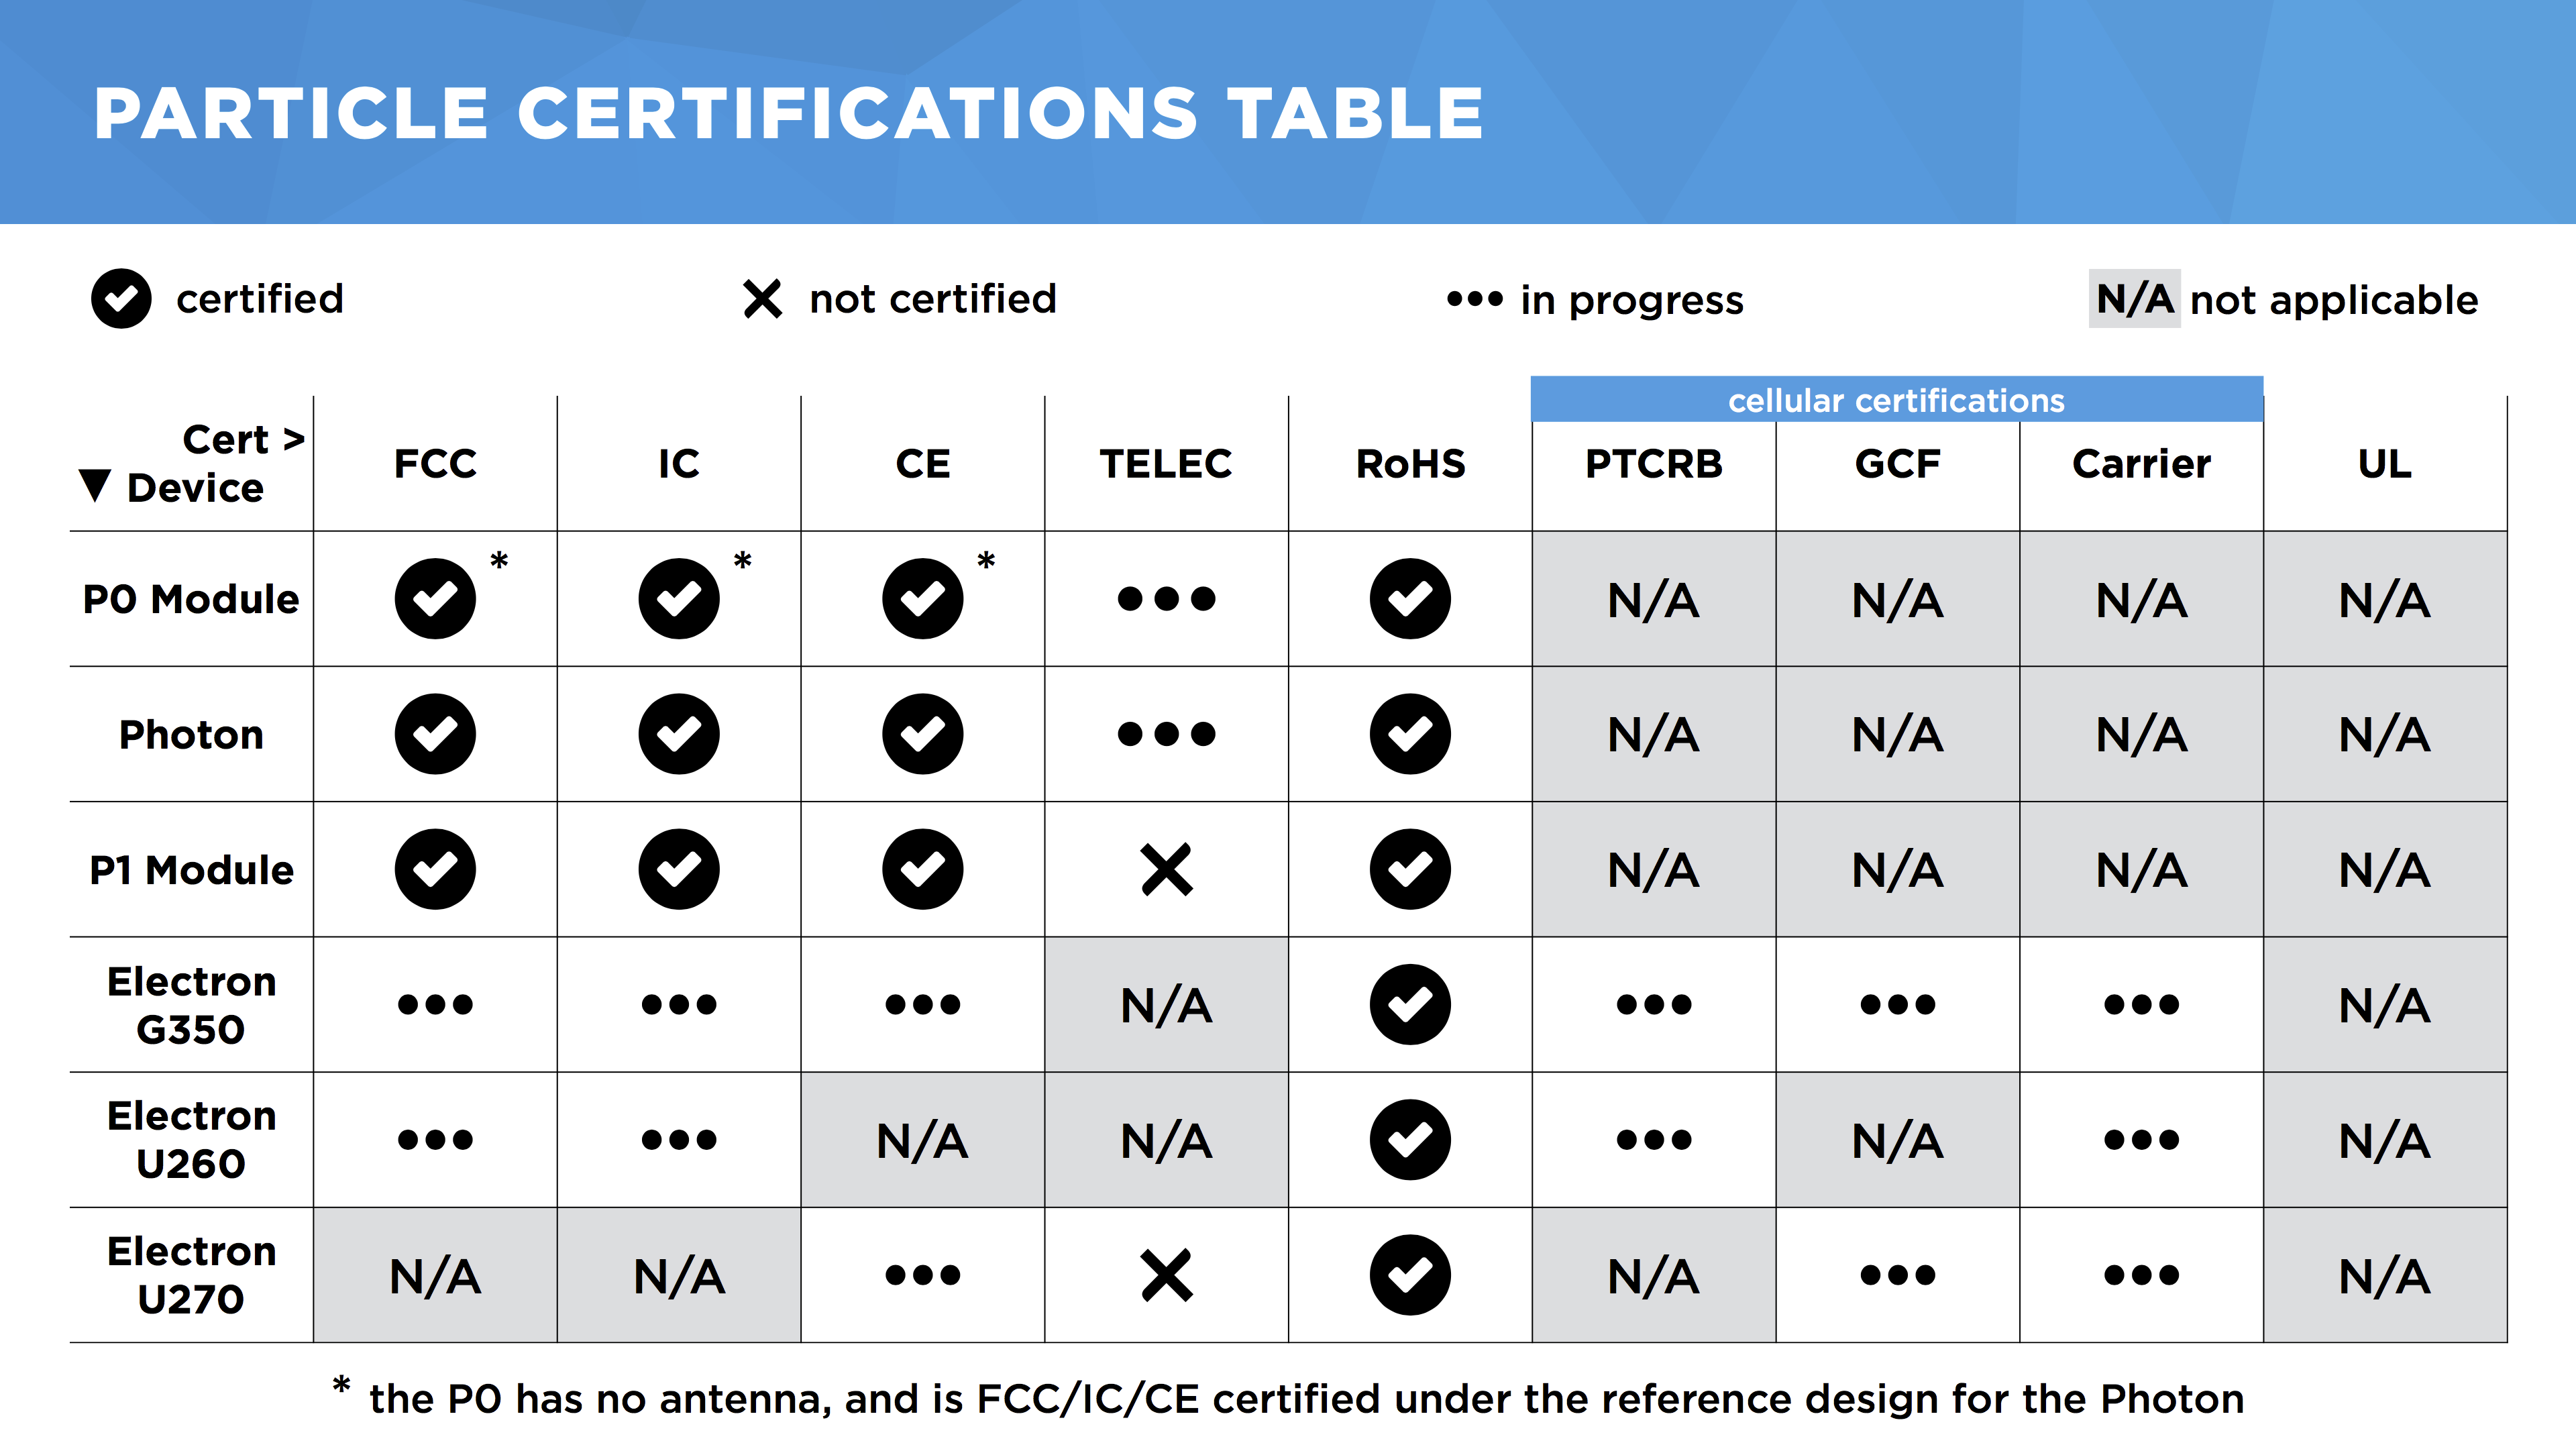 PARTICLE CERTIFICATIONS TABLE
certified
not certified
in progress
N/A not applicable
cellular certifications
Cert >
▼ Device
FCC IC CE TELEC RoHS PTCRB GCF Carrier UL
P0 Module * * * N/A N/A N/A N/A
Photon N/A N/A N/A N/A
P1 Module N/A N/A N/A N/A
Electron
G350
N/A N/A
Electron
U260
N/A N/A N/A N/A
Electron
U270
N/A N/A N/A N/A
* the P0 has no antenna, and is FCC/IC/CE certified under the reference design for the Photon